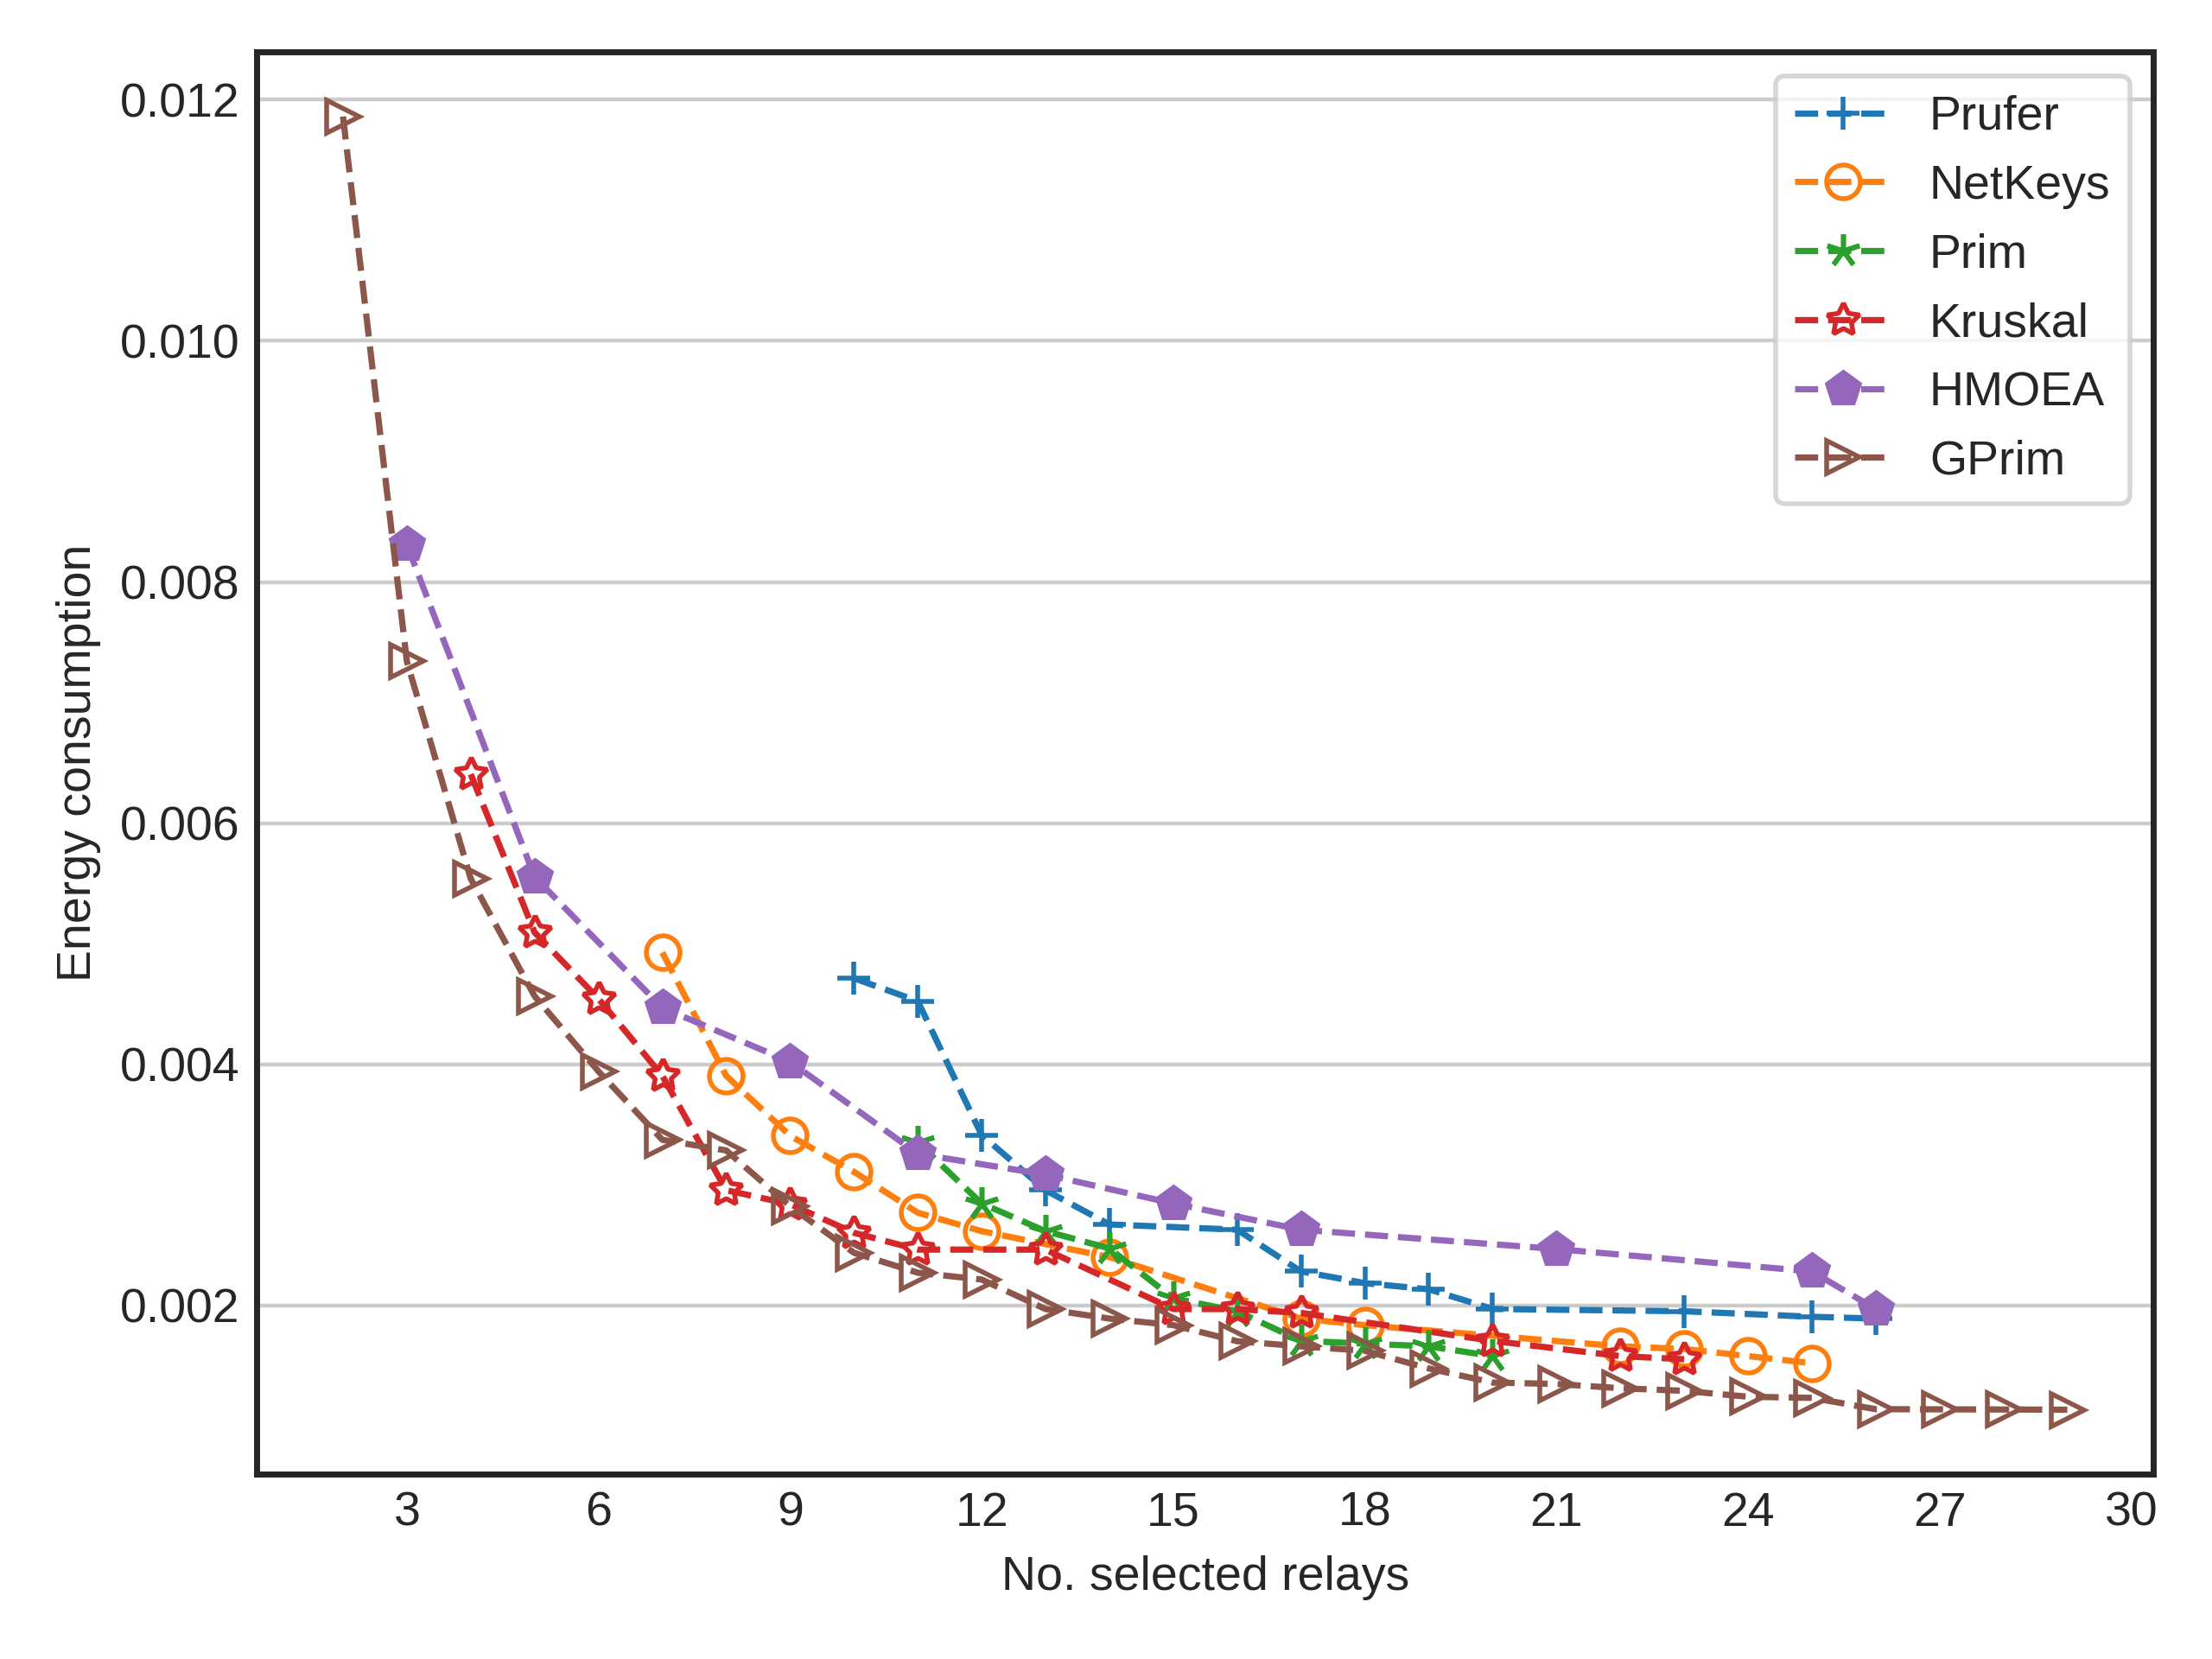 Energy consumption
0.012
0.010
0.008
0.006
0.004
0.002
3 6 9 12 15 18 21 24 27 30
No. selected relays
Prufer
NetKeys
Prim
Kruskal
HMOEA
GPrim